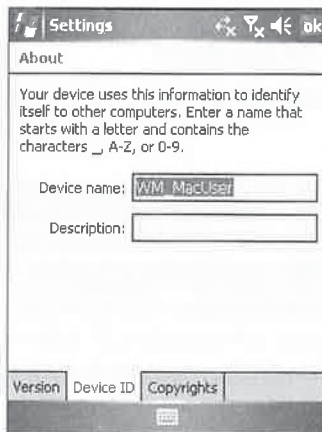 Settings ok
About
Your device uses this information to identify
itself to other computers. Enter a name that
starts with a letter and contains the
characters _, A-Z, or 0-9.
Device name: WM_MacUser
Description:
Version Device ID Copyrights